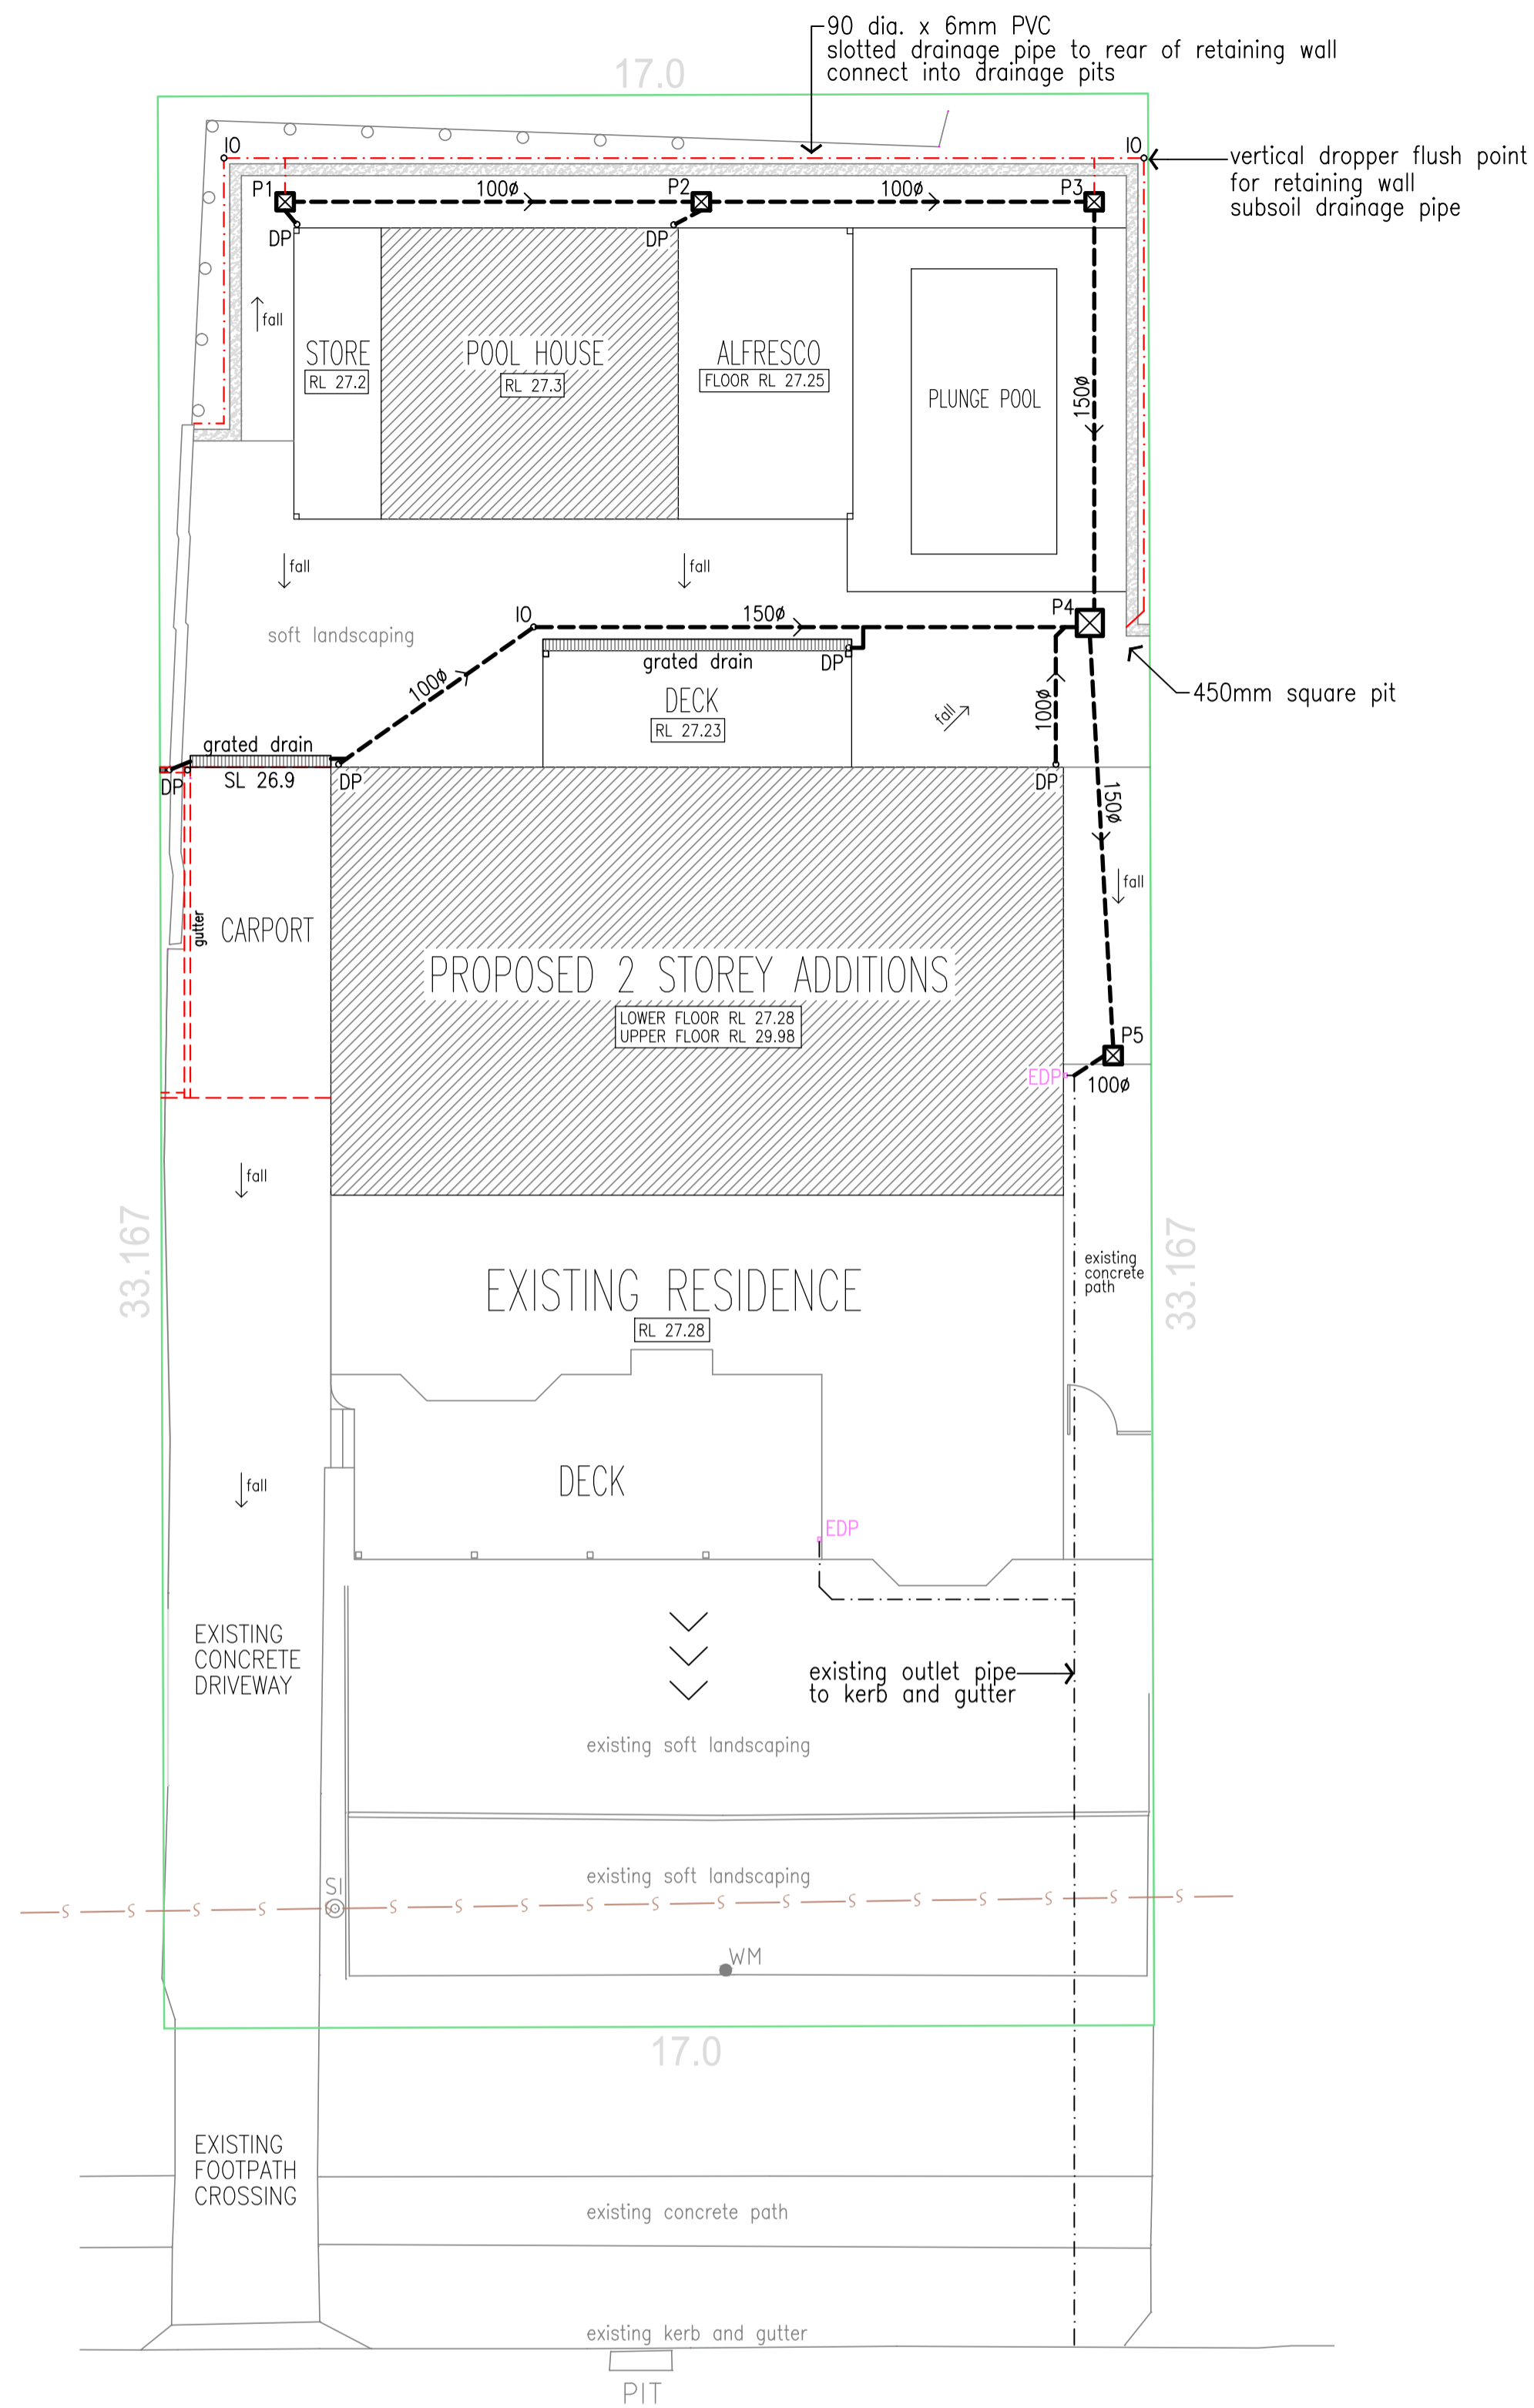 90 dia. x 6mm PVC
slotted drainage pipe to rear of retaining wall
connect into drainage pits
17.0
IO
IO
vertical dropper flush point
for retaining wall
subsoil drainage pipe
P1
100ø
P2
100ø
P3
DP
DP
fall
STORE
RL 27.2
POOL HOUSE
RL 27.3
ALFRESCO
FLOOR RL 27.25
PLUNGE POOL
150ø
fall
fall
soft landscaping
IO
150ø
P4
100ø
grated drain
DP
DECK
RL 27.23
fall
100ø
450mm square pit
grated drain
DP
SL 26.9
DP
DP
150ø
fall
gutter
CARPORT
PROPOSED 2 STOREY ADDITIONS
LOWER FLOOR RL 27.28
UPPER FLOOR RL 29.98
P5
EDP
100ø
fall
33.167
33.167
existing
concrete
path
EXISTING RESIDENCE
RL 27.28
fall
DECK
EDP
EXISTING
CONCRETE
DRIVEWAY
existing outlet pipe
to kerb and gutter
existing soft landscaping
existing soft landscaping
SI
S S S S S S S S S S S S S S S S S S
WM
17.0
EXISTING
FOOTPATH
CROSSING
existing concrete path
existing kerb and gutter
PIT